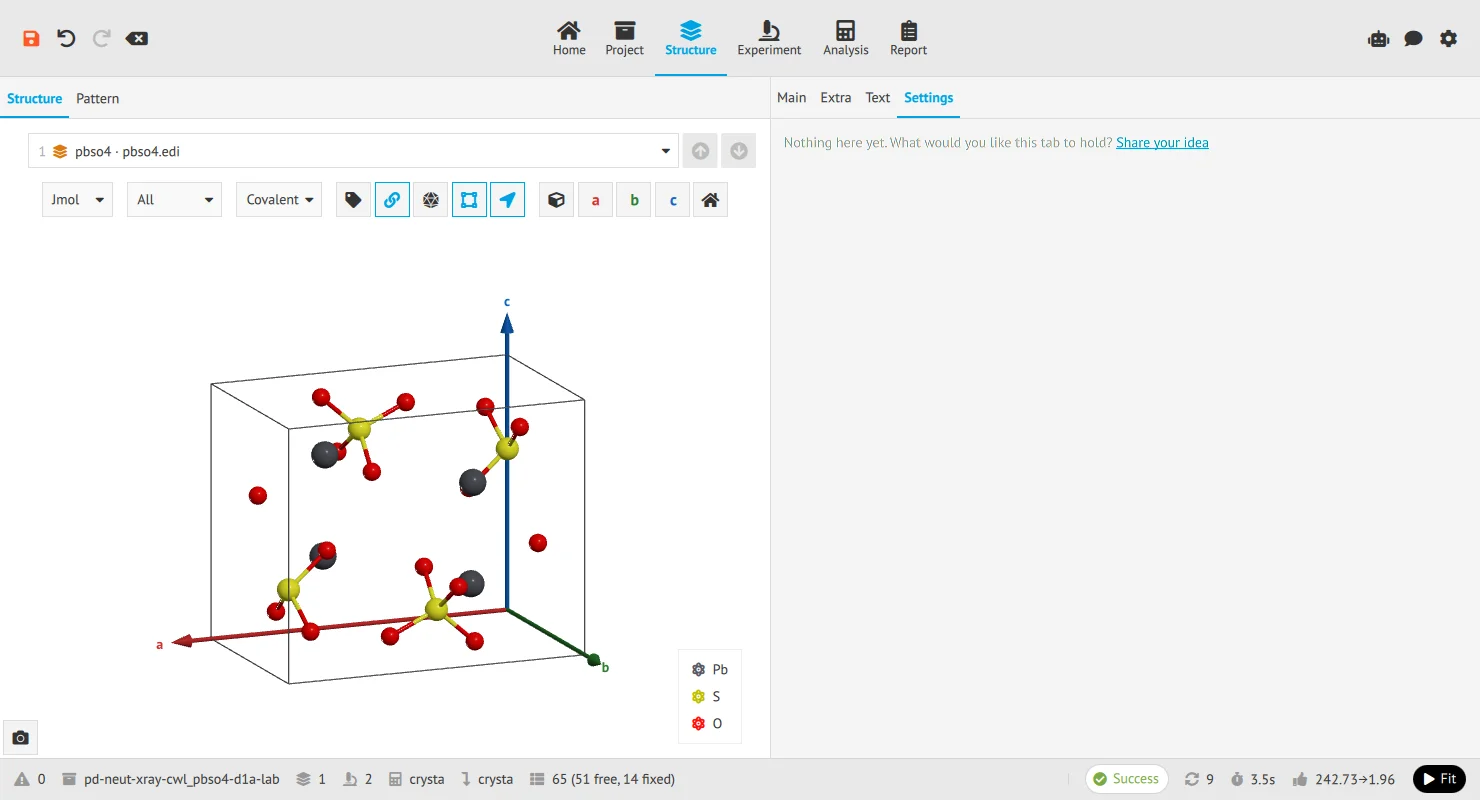 Home
Project
Structure
Experiment
Analysis
Report
Structure
Pattern
Main
Extra
Text
Settings
1 pbso4 · pbso4.edi
Nothing here yet. What would you like this tab to hold? Share your idea
Jmol
All
Covalent
a
b
c
c
a
b
Pb
S
O
0
pd-neut-xray-cwl_pbso4-d1a-lab
1
2
crysta
crysta
65 (51 free, 14 fixed)
Success
9
3.5s
242.73→1.96
Fit